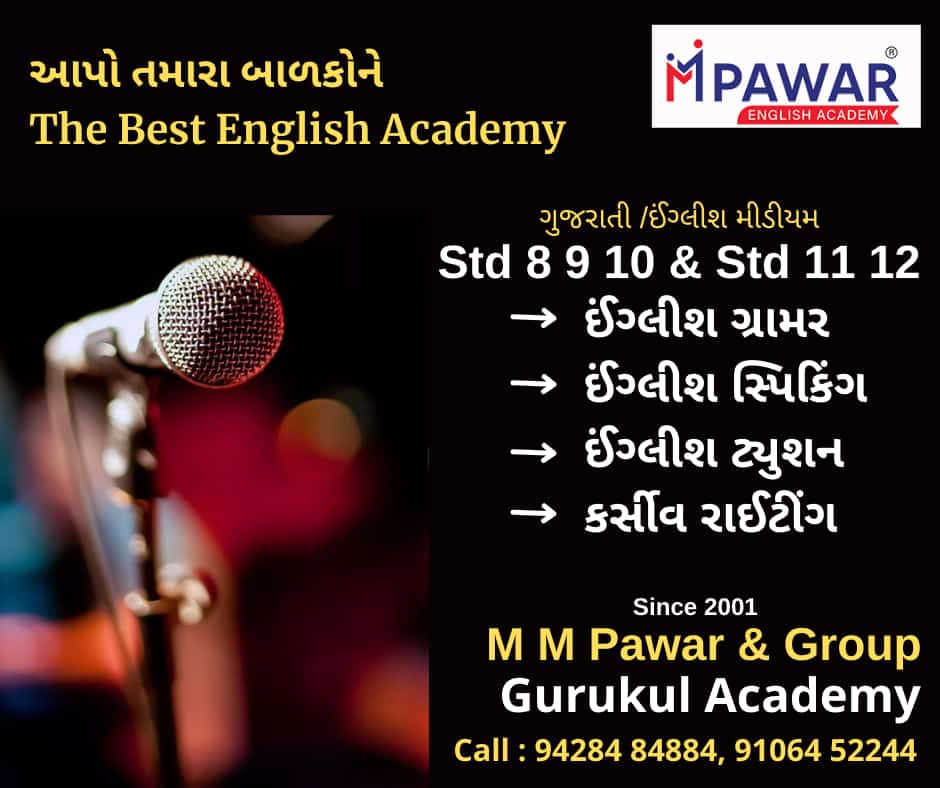 આપો તમારા બાળકોને
The Best English Academy
MPAWAR®
ENGLISH ACADEMY
ગુજરાતી /ઈંગ્લીશ મીડીયમ
Std 8 9 10 & Std 11 12
→ ઈંગ્લીશ ગ્રામર
→ ઈંગ્લીશ સ્પિકિંગ
→ ઈંગ્લીશ ટ્યુશન
→ કર્સીવ રાઈટીંગ
Since 2001
M M Pawar & Group
Gurukul Academy
Call : 94284 84884, 91064 52244